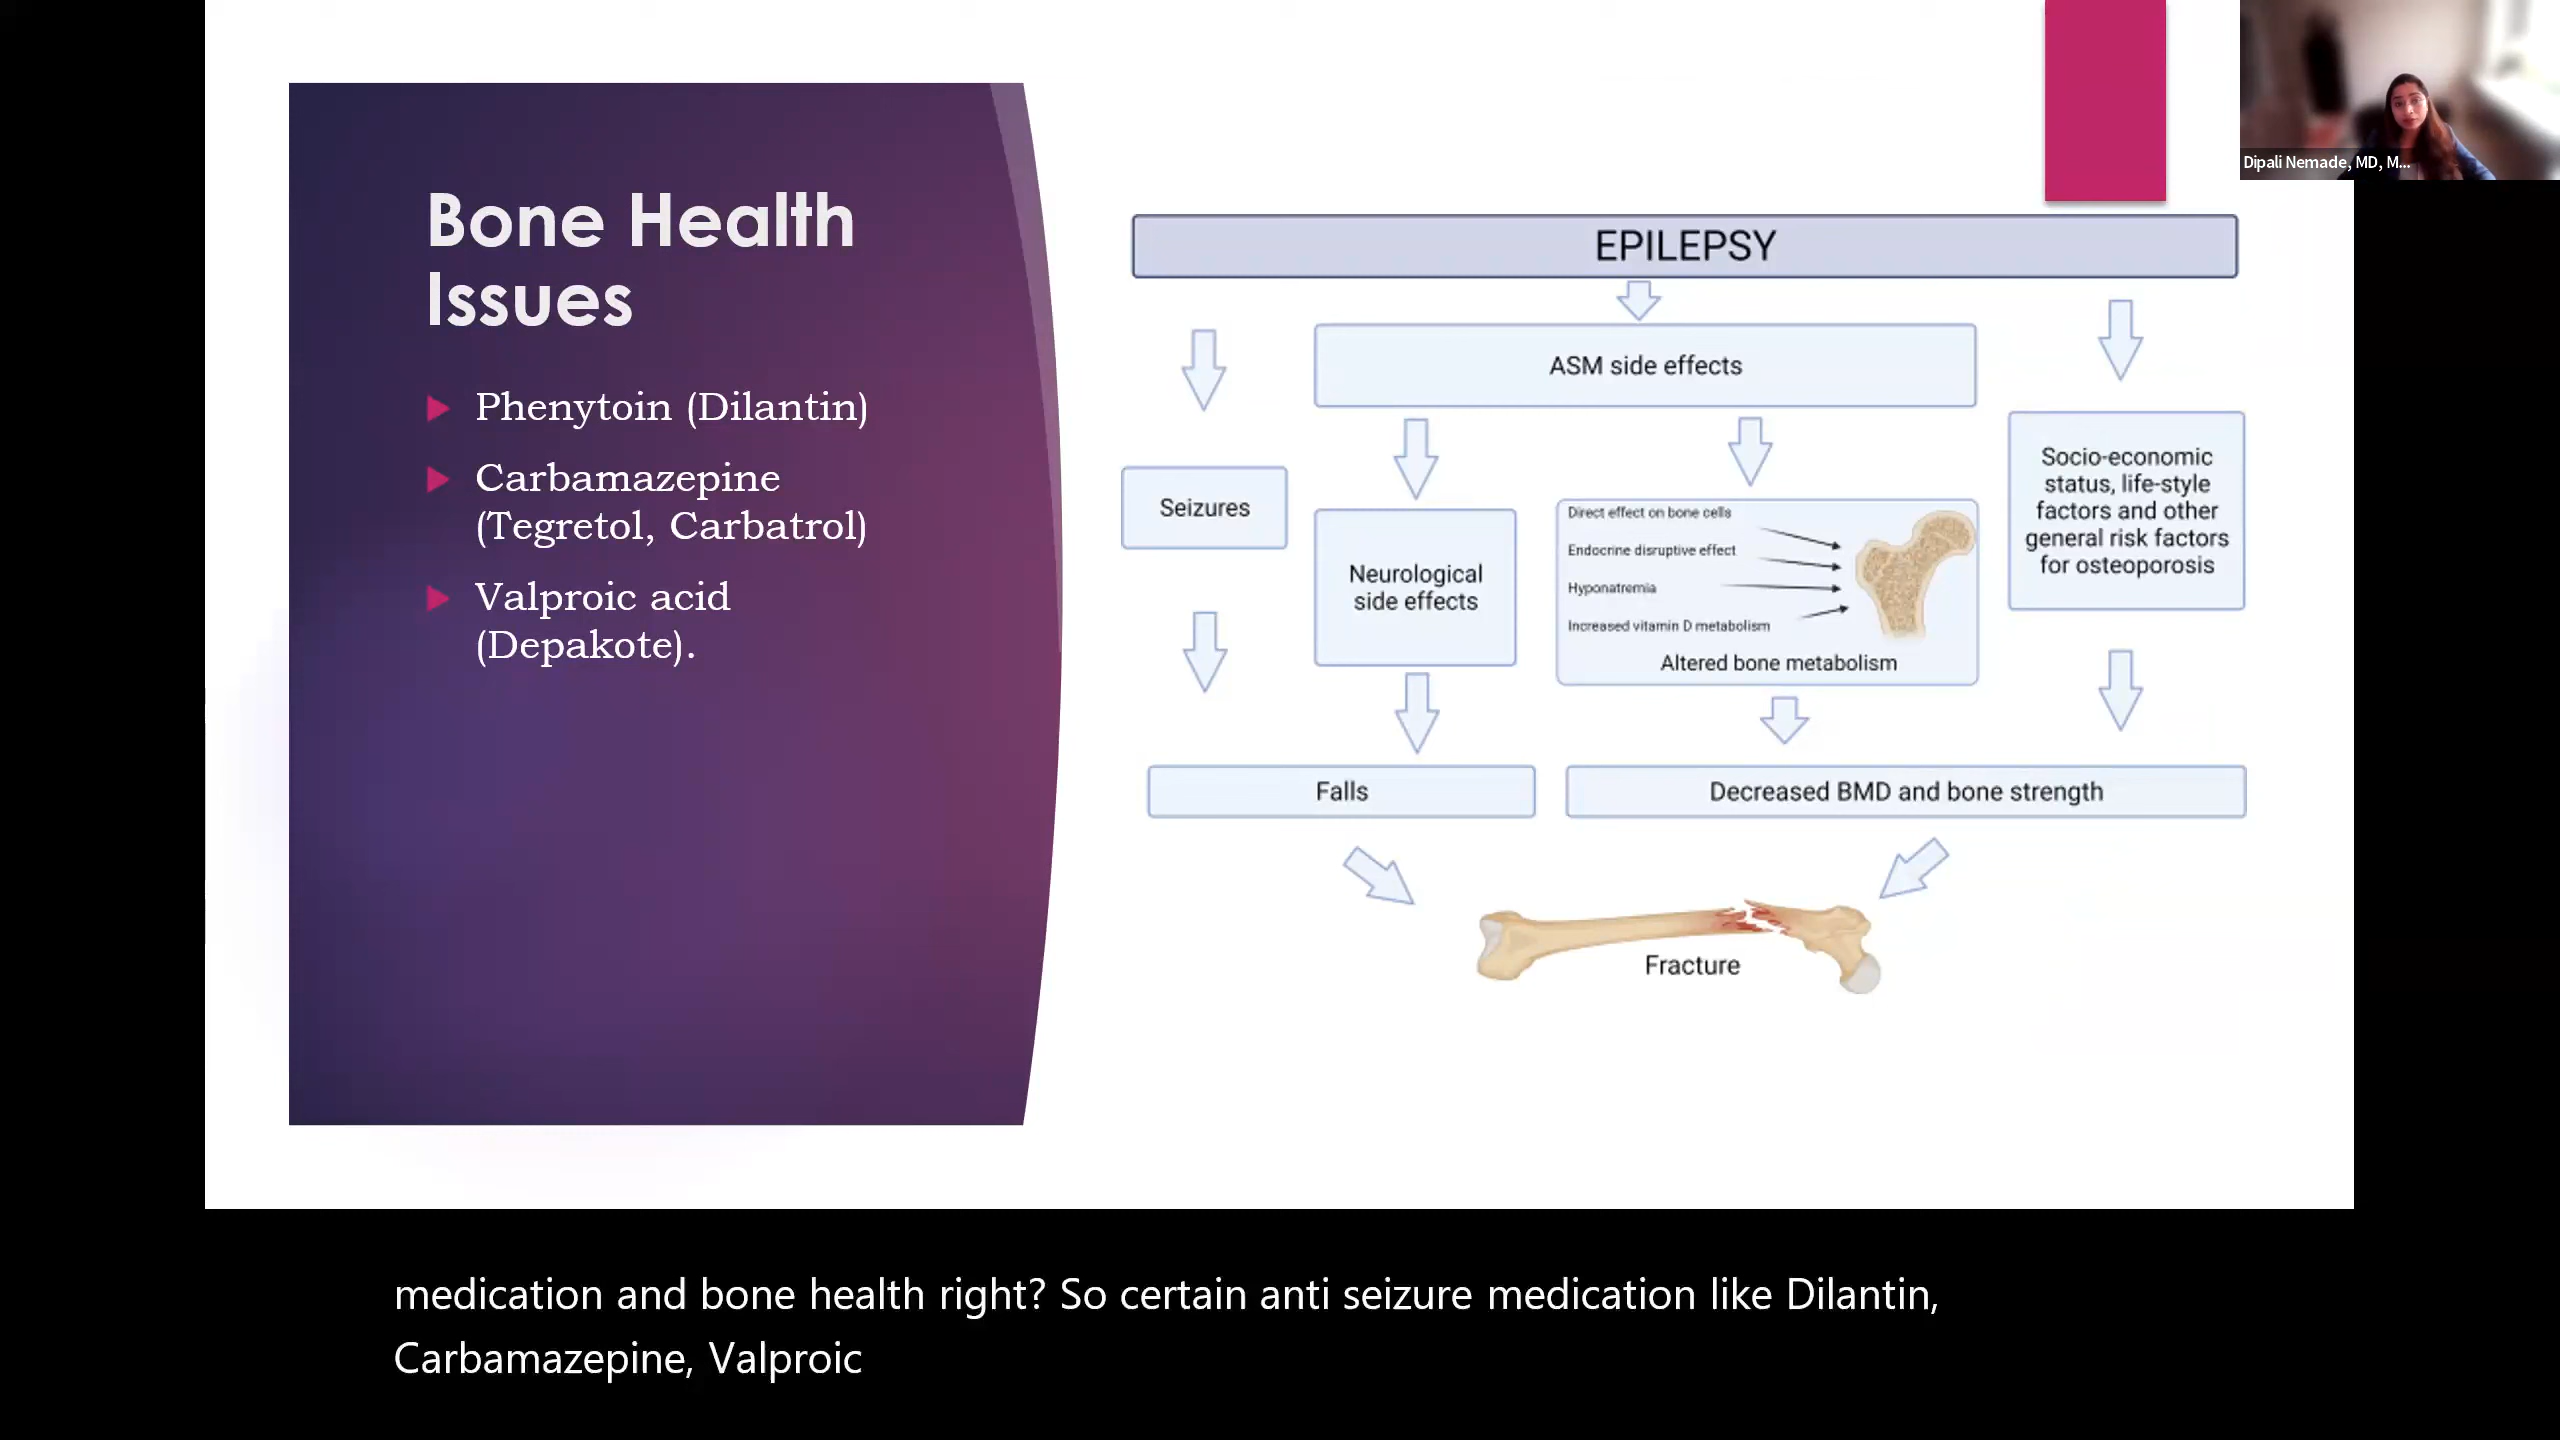 Bone Health
Issues
Phenytoin (Dilantin)
Carbamazepine
(Tegretol, Carbatrol)
Valproic acid
(Depakote).
EPILEPSY
ASM side effects
Seizures
Neurological
side effects
Direct effect on bone cells
Endocrine disruptive effect
Hyponatremia
Increased vitamin D metabolism
Altered bone metabolism
Socio-economic
status, life-style
factors and other
general risk factors
for osteoporosis
Falls
Decreased BMD and bone strength
Fracture
Dipali Nemade, MD, M...
medication and bone health right? So certain anti seizure medication like Dilantin,
Carbamazepine, Valproic